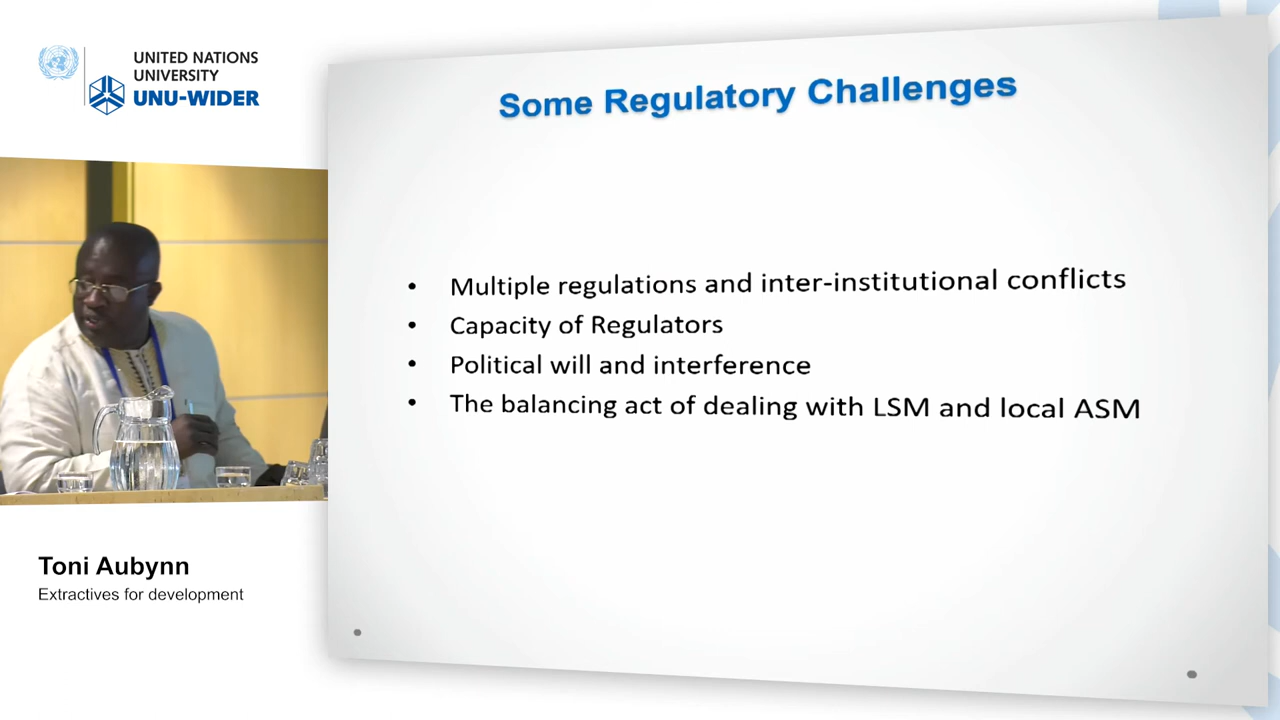 UNITED NATIONS
UNIVERSITY
UNU-WIDER
Some Regulatory Challenges
• Multiple regulations and inter-institutional conflicts
• Capacity of Regulators
• Political will and interference
• The balancing act of dealing with LSM and local ASM
Toni Aubynn
Extractives for development